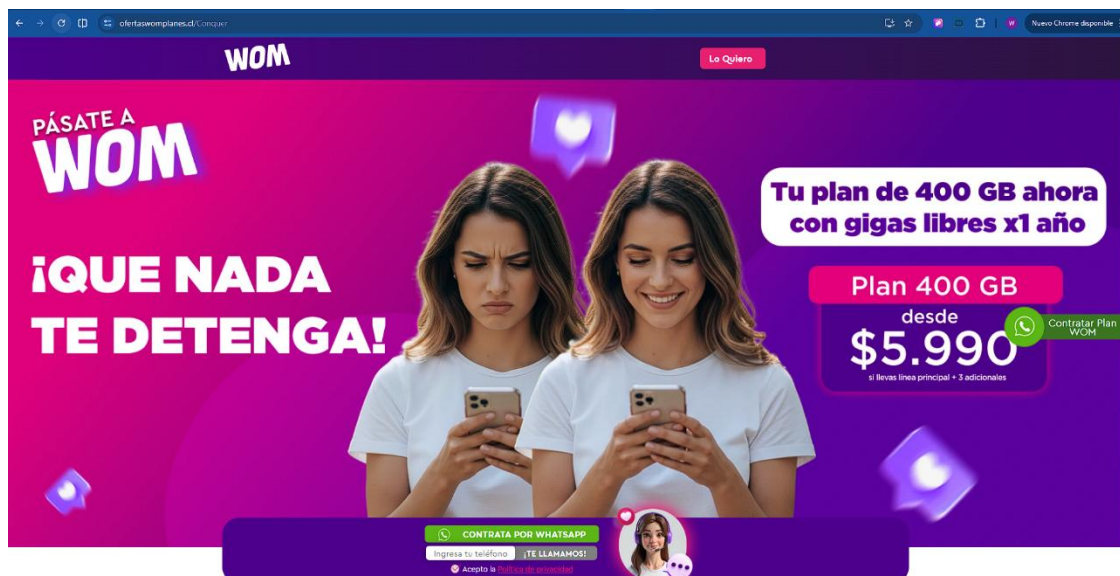 ofertaswomplanes.cl/Conquer
Nuevo Chrome disponible
WOM
Lo Quiero
PÁSATE A
WOM
¡QUE NADA
TE DETENGA!
Tu plan de 400 GB ahora
con gigas libres x1 año
Plan 400 GB
desde
$5.990
si llevas línea principal + 3 adicionales
Contratar Plan
WOM
CONTRATA POR WHATSAPP
Ingresa tu teléfono
¡TE LLAMAMOS!
Acepto la Política de privacidad